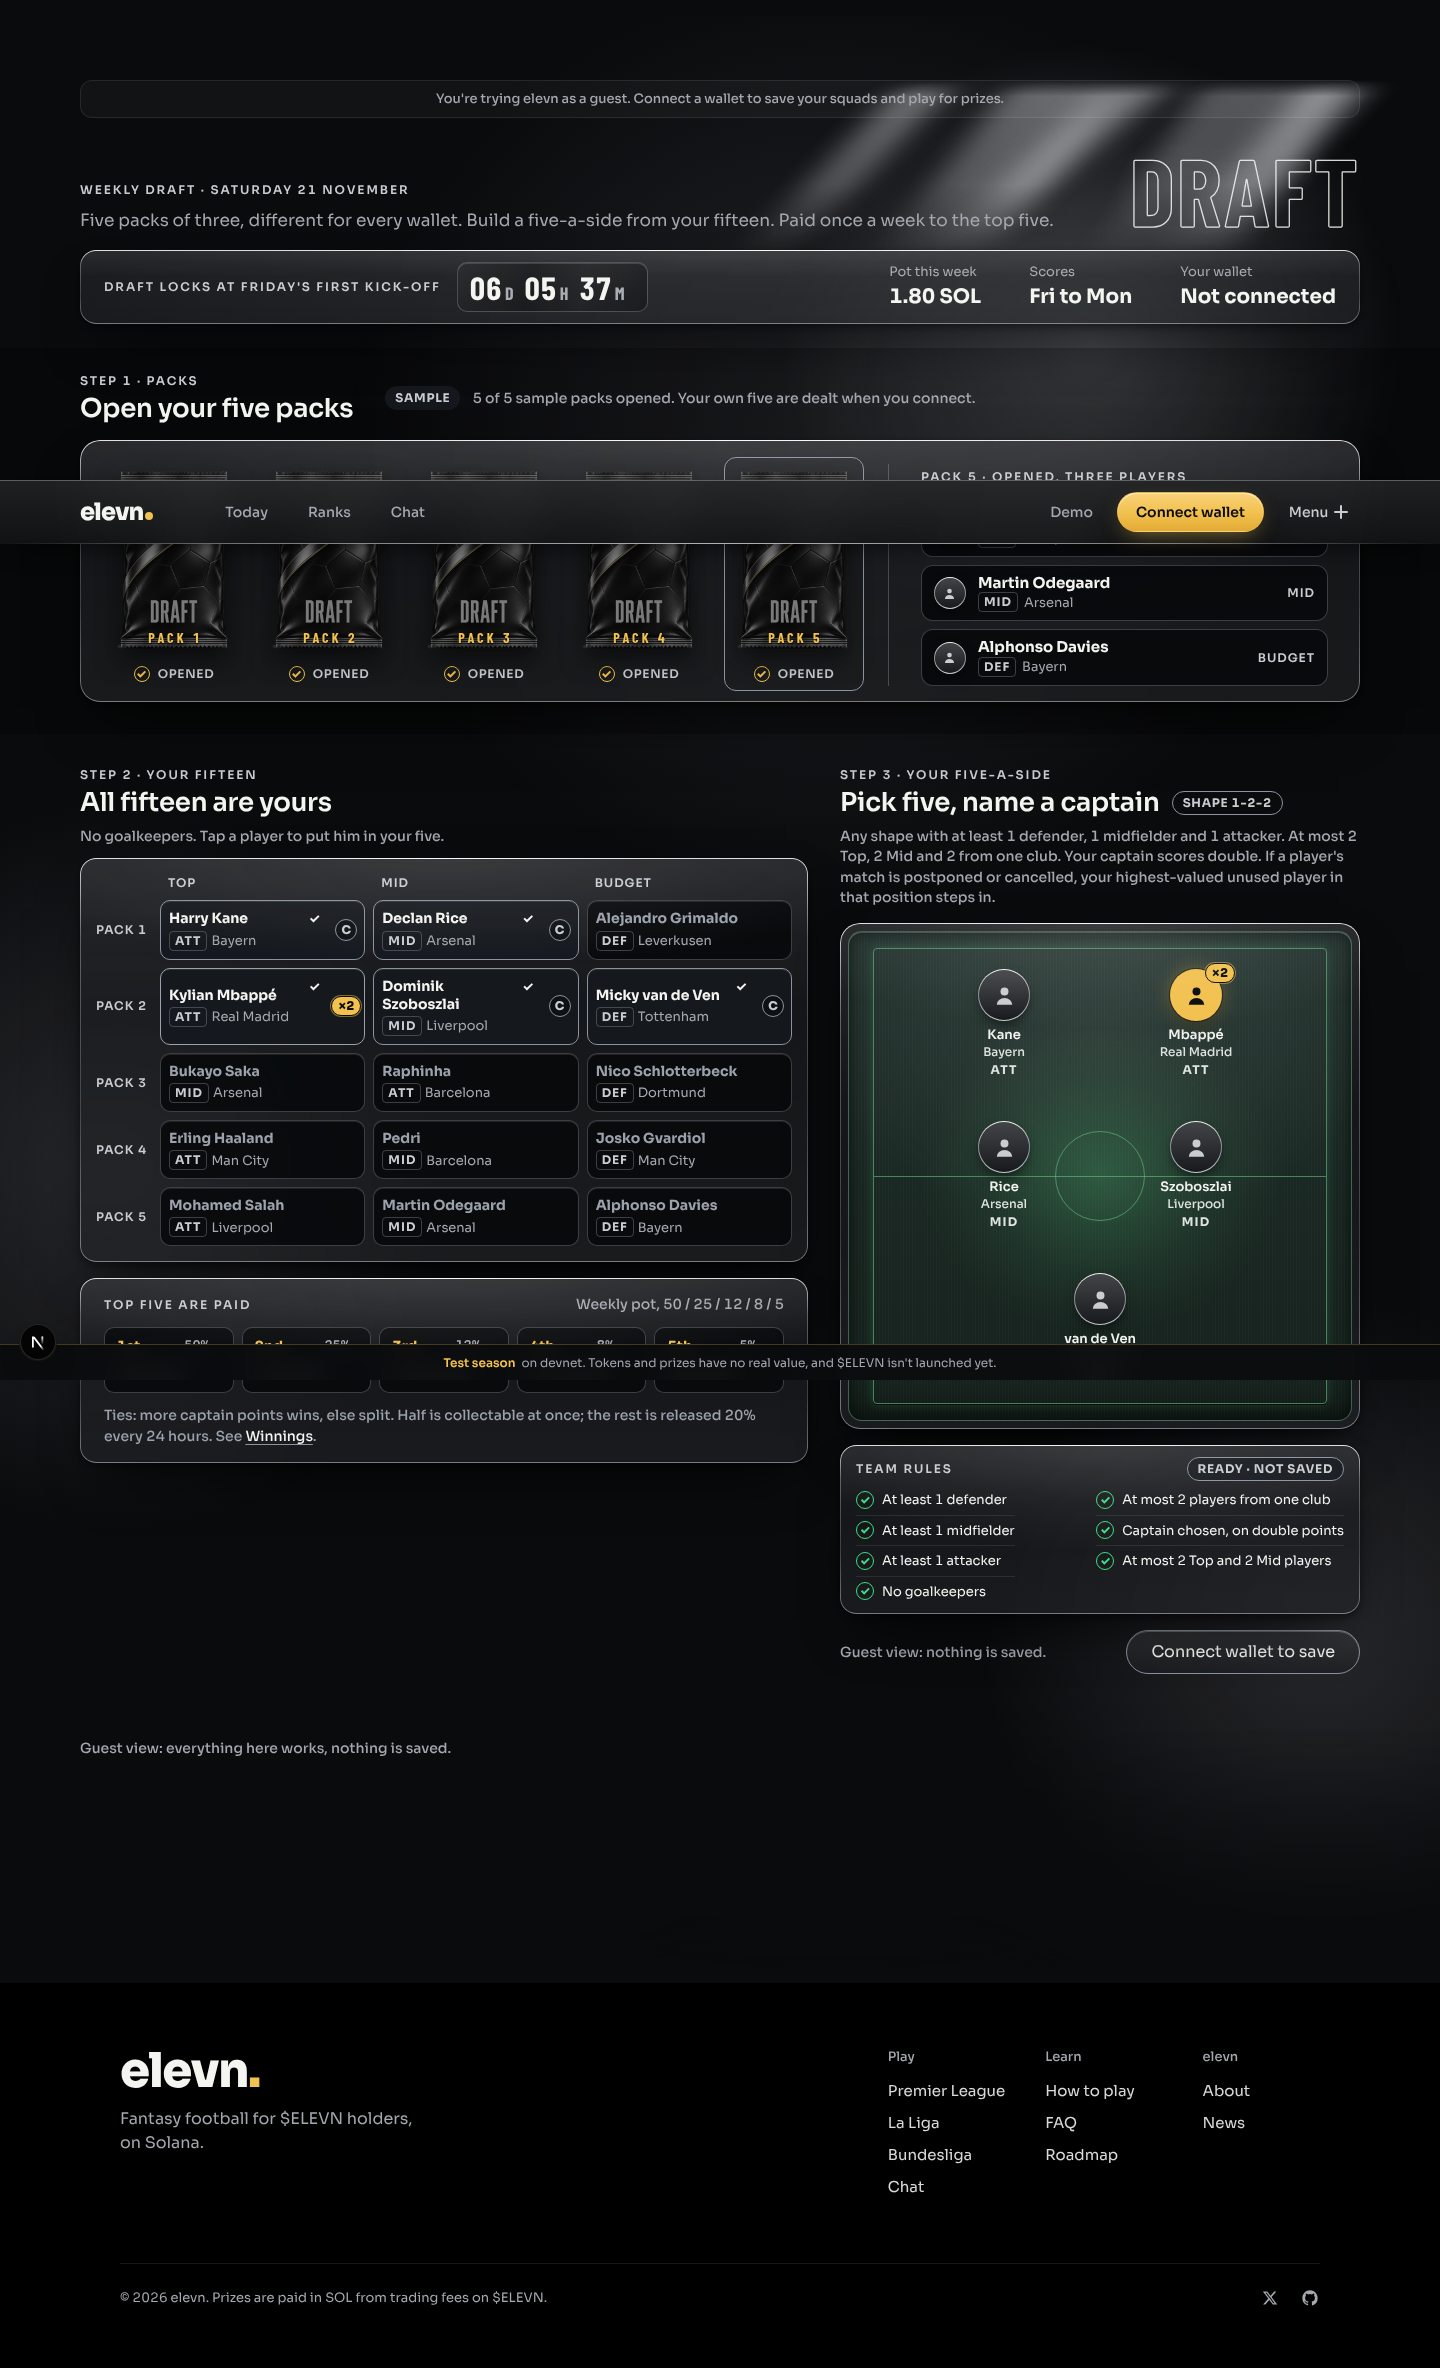 You're trying elevn as a guest. Connect a wallet to save your squads and play for prizes.
WEEKLY DRAFT · SATURDAY 21 NOVEMBER
Five packs of three, different for every wallet. Build a five-a-side from your fifteen. Paid once a week to the top five.
DRAFT
DRAFT LOCKS AT FRIDAY'S FIRST KICK-OFF
06D 05H 37M
Pot this week
1.80 SOL
Scores
Fri to Mon
Your wallet
Not connected
STEP 1 · PACKS
Open your five packs
SAMPLE
5 of 5 sample packs opened. Your own five are dealt when you connect.
PACK 5 · OPENED, THREE PLAYERS
elevn.
Today
Ranks
Chat
Demo
Connect wallet
Menu
DRAFT
PACK 1
OPENED
DRAFT
PACK 2
OPENED
DRAFT
PACK 3
OPENED
DRAFT
PACK 4
OPENED
DRAFT
PACK 5
OPENED
Martin Odegaard
MID Arsenal
MID
Alphonso Davies
DEF Bayern
BUDGET
STEP 2 · YOUR FIFTEEN
All fifteen are yours
No goalkeepers. Tap a player to put him in your five.
TOP
MID
BUDGET
PACK 1
Harry Kane
ATT Bayern
C
Declan Rice
MID Arsenal
C
Alejandro Grimaldo
DEF Leverkusen
PACK 2
Kylian Mbappé
ATT Real Madrid
×2
Dominik
Szoboszlai
MID Liverpool
C
Micky van de Ven
DEF Tottenham
C
PACK 3
Bukayo Saka
MID Arsenal
Raphinha
ATT Barcelona
Nico Schlotterbeck
DEF Dortmund
PACK 4
Erling Haaland
ATT Man City
Pedri
MID Barcelona
Josko Gvardiol
DEF Man City
PACK 5
Mohamed Salah
ATT Liverpool
Martin Odegaard
MID Arsenal
Alphonso Davies
DEF Bayern
TOP FIVE ARE PAID
Weekly pot, 50 / 25 / 12 / 8 / 5
1st 50%
2nd 25%
3rd 12%
4th 8%
5th 5%
Ties: more captain points wins, else split. Half is collectable at once; the rest is released 20%
every 24 hours. See Winnings.
STEP 3 · YOUR FIVE-A-SIDE
Pick five, name a captain
SHAPE 1-2-2
Any shape with at least 1 defender, 1 midfielder and 1 attacker. At most 2
Top, 2 Mid and 2 from one club. Your captain scores double. If a player's
match is postponed or cancelled, your highest-valued unused player in
that position steps in.
Kane
Bayern
ATT
×2
Mbappé
Real Madrid
ATT
Rice
Arsenal
MID
Szoboszlai
Liverpool
MID
van de Ven
N
Test season on devnet. Tokens and prizes have no real value, and $ELEVN isn't launched yet.
TEAM RULES
READY · NOT SAVED
At least 1 defender
At least 1 midfielder
At least 1 attacker
No goalkeepers
At most 2 players from one club
Captain chosen, on double points
At most 2 Top and 2 Mid players
Guest view: nothing is saved.
Connect wallet to save
Guest view: everything here works, nothing is saved.
elevn.
Fantasy football for $ELEVN holders,
on Solana.
Play
Premier League
La Liga
Bundesliga
Chat
Learn
How to play
FAQ
Roadmap
elevn
About
News
© 2026 elevn. Prizes are paid in SOL from trading fees on $ELEVN.